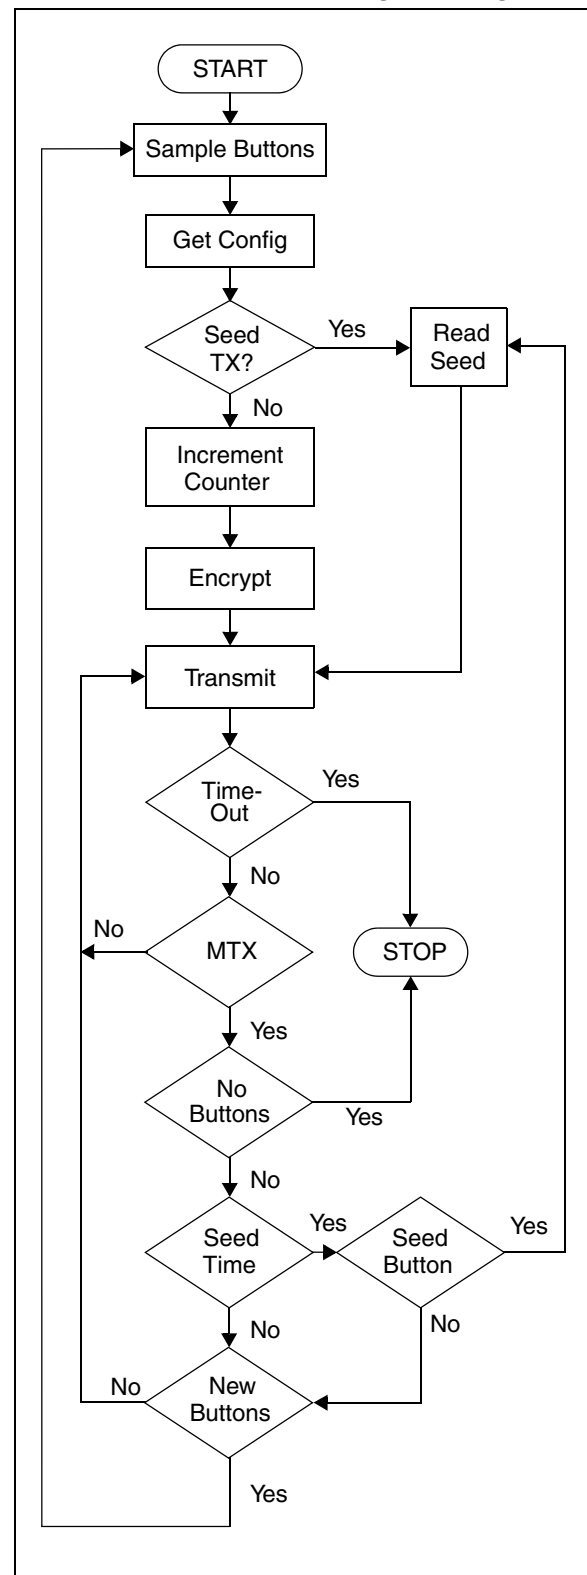 START
Sample Buttons
Get Config
Seed
TX?
Yes
Read
Seed
No
Increment
Counter
Encrypt
Transmit
Time-
Out
Yes
No
MTX
No
STOP
Yes
No
Buttons
Yes
No
Seed
Time
Yes
Seed
Button
Yes
No
No
New
Buttons
No
Yes